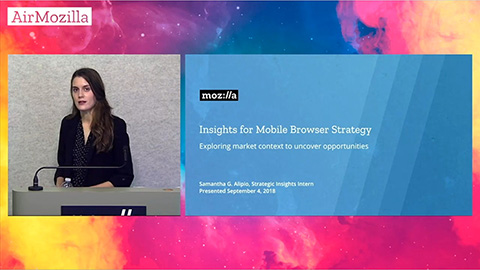 AirMozilla
moz://a
Insights for Mobile Browser Strategy
Exploring market context to uncover opportunities
Samantha G. Alipio, Strategic Insights Intern
Presented September 4, 2018